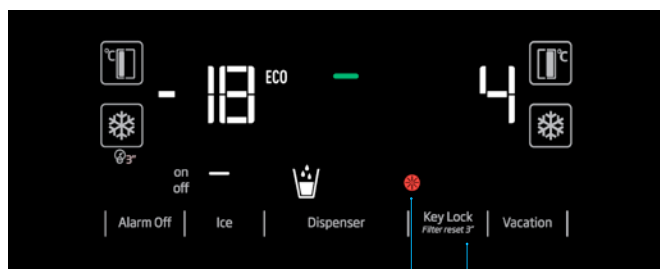 °C
°C
- 18 ECO
4
3"
on
off
Alarm Off
Ice
Dispenser
Key Lock
Filter reset 3"
Vacation